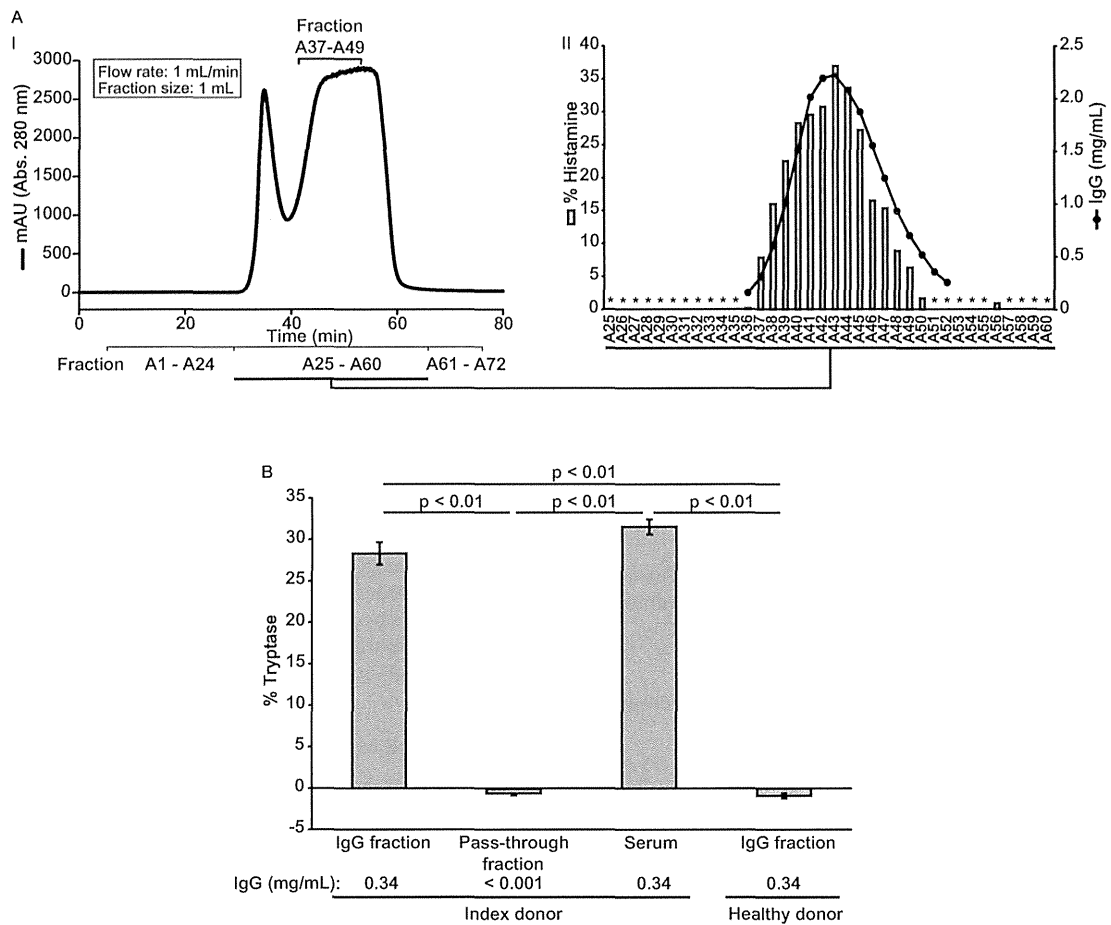 A
I
Fraction
A37-A49
Flow rate: 1 mL/min
Fraction size: 1 mL
mAU (Abs. 280 nm)
3000
2500
2000
1500
1000
500
0
0 20 40 60 80
Time (min)
Fraction A1 - A24 A25 - A60 A61 - A72
II
% Histamine
40
35
30
25
20
15
10
5
0
IgG (mg/mL)
2.5
2.0
1.5
1.0
0.5
0
* * * * * * * * * * * * * * * * * * * *
A25 A26 A27 A28 A29 A30 A31 A32 A33 A34 A35 A36 A37 A38 A39 A40 A41 A42 A43 A44 A45 A46 A47 A48 A49 A50 A51 A52 A53 A54 A55 A56 A57 A58 A59 A60
B
p < 0.01
p < 0.01 p < 0.01 p < 0.01
% Tryptase
35
30
25
20
15
10
5
0
-5
IgG fraction Pass-through Serum IgG fraction
fraction
IgG (mg/mL): 0.34 < 0.001 0.34 0.34
Index donor Healthy donor